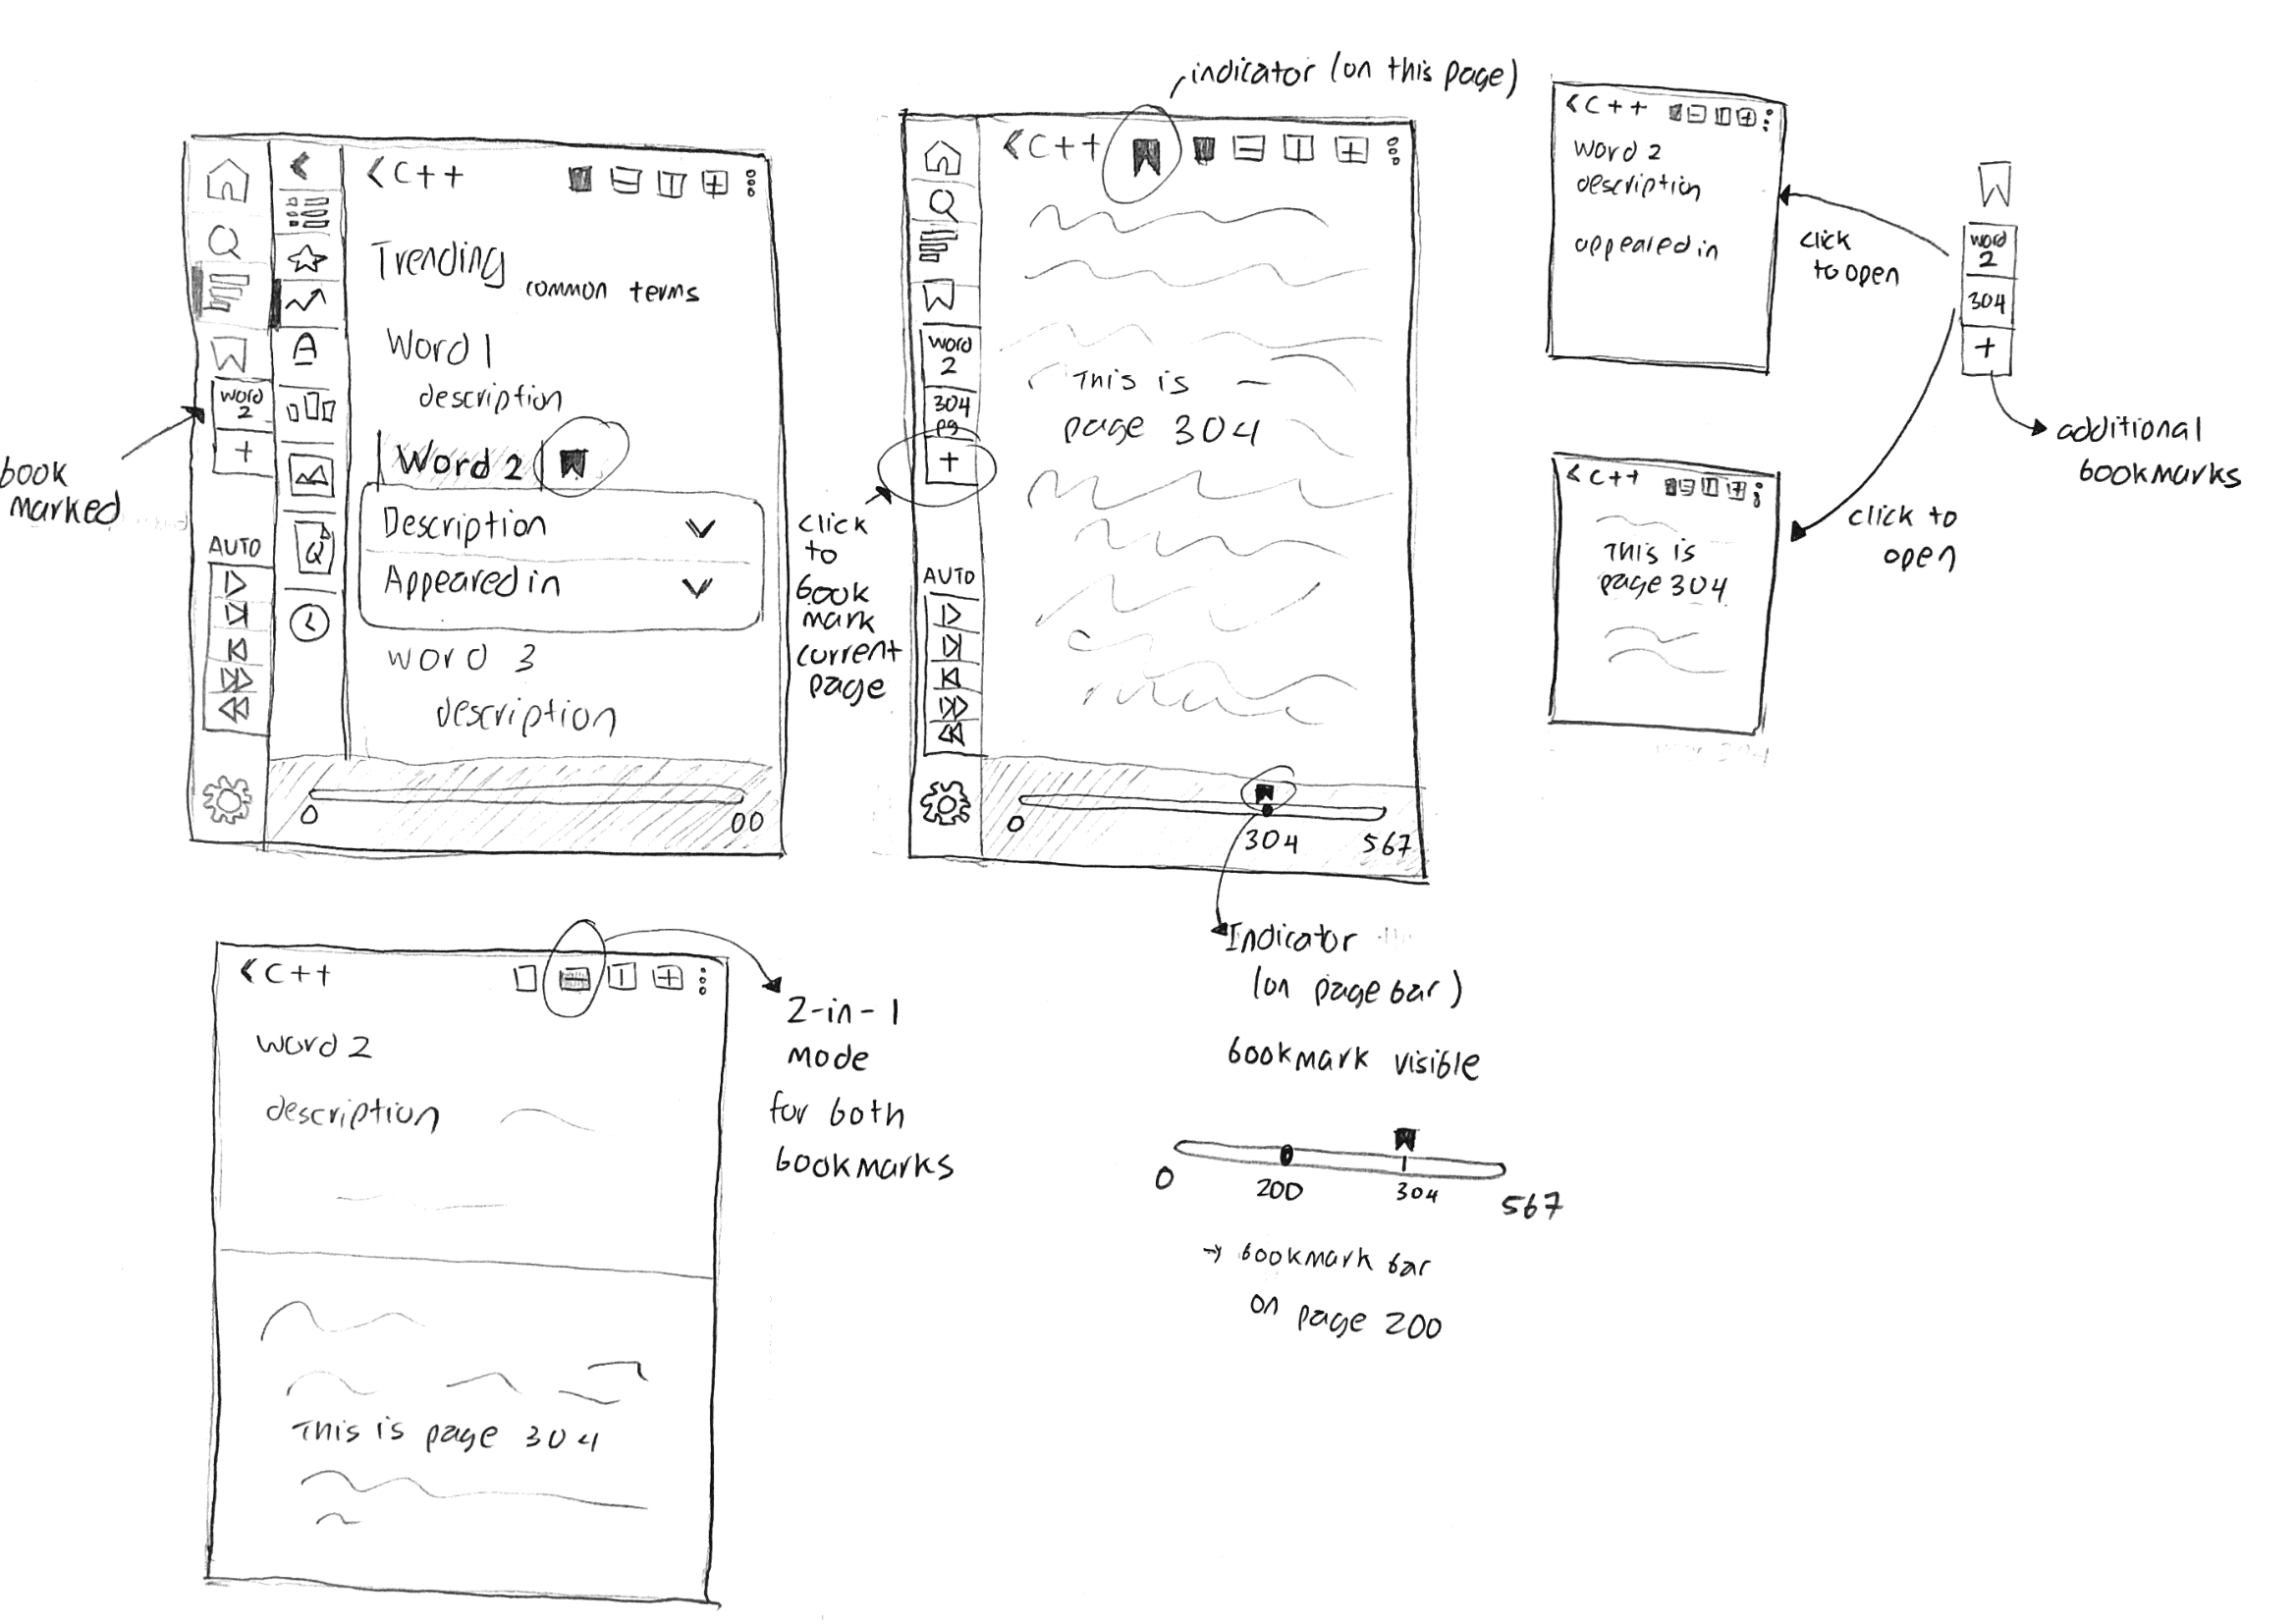 <C++
Trending
common terms
Word 1
description
Word 2
Description
Appeared in
word 3
description
word
2
+
AUTO
0
00
book
marked
indicator (on this page)
<C++
word
2
304
pg
+
AUTO
This is
page 304
0
304
567
click
to
book
mark
current
page
<C++
word 2
description
appeared in
click
to open
word
2
304
+
additional
bookmarks
<C++
This is
page 304
click to
open
<C++
word 2
description
This is page 304
2-in-1
mode
for both
bookmarks
Indicator
(on page bar)
bookmark visible
0
200
304
567
→ bookmark bar
on page 200